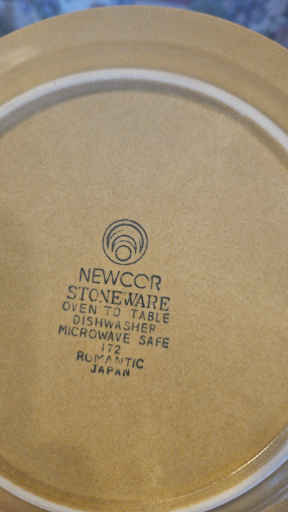 NEWCOR
STONEWARE
OVEN TO TABLE
DISHWASHER
MICROWAVE SAFE
172
ROMANTIC
JAPAN